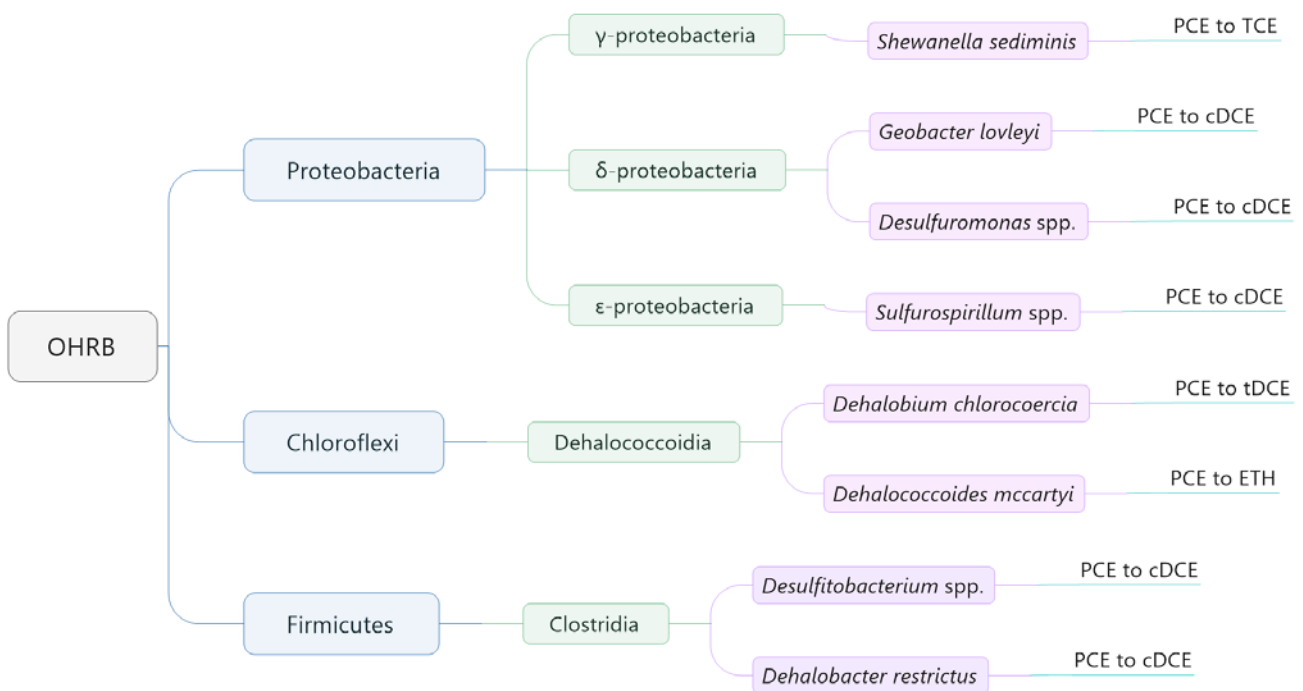 OHRB
Proteobacteria
γ-proteobacteria
Shewanella sediminis
PCE to TCE
δ-proteobacteria
Geobacter lovleyi
PCE to cDCE
Desulfuromonas spp.
PCE to cDCE
ε-proteobacteria
Sulfurospirillum spp.
PCE to cDCE
Chloroflexi
Dehalococcoidia
Dehalobium chlorocoercia
PCE to tDCE
Dehalococcoides mccartyi
PCE to ETH
Firmicutes
Clostridia
Desulfitobacterium spp.
PCE to cDCE
Dehalobacter restrictus
PCE to cDCE